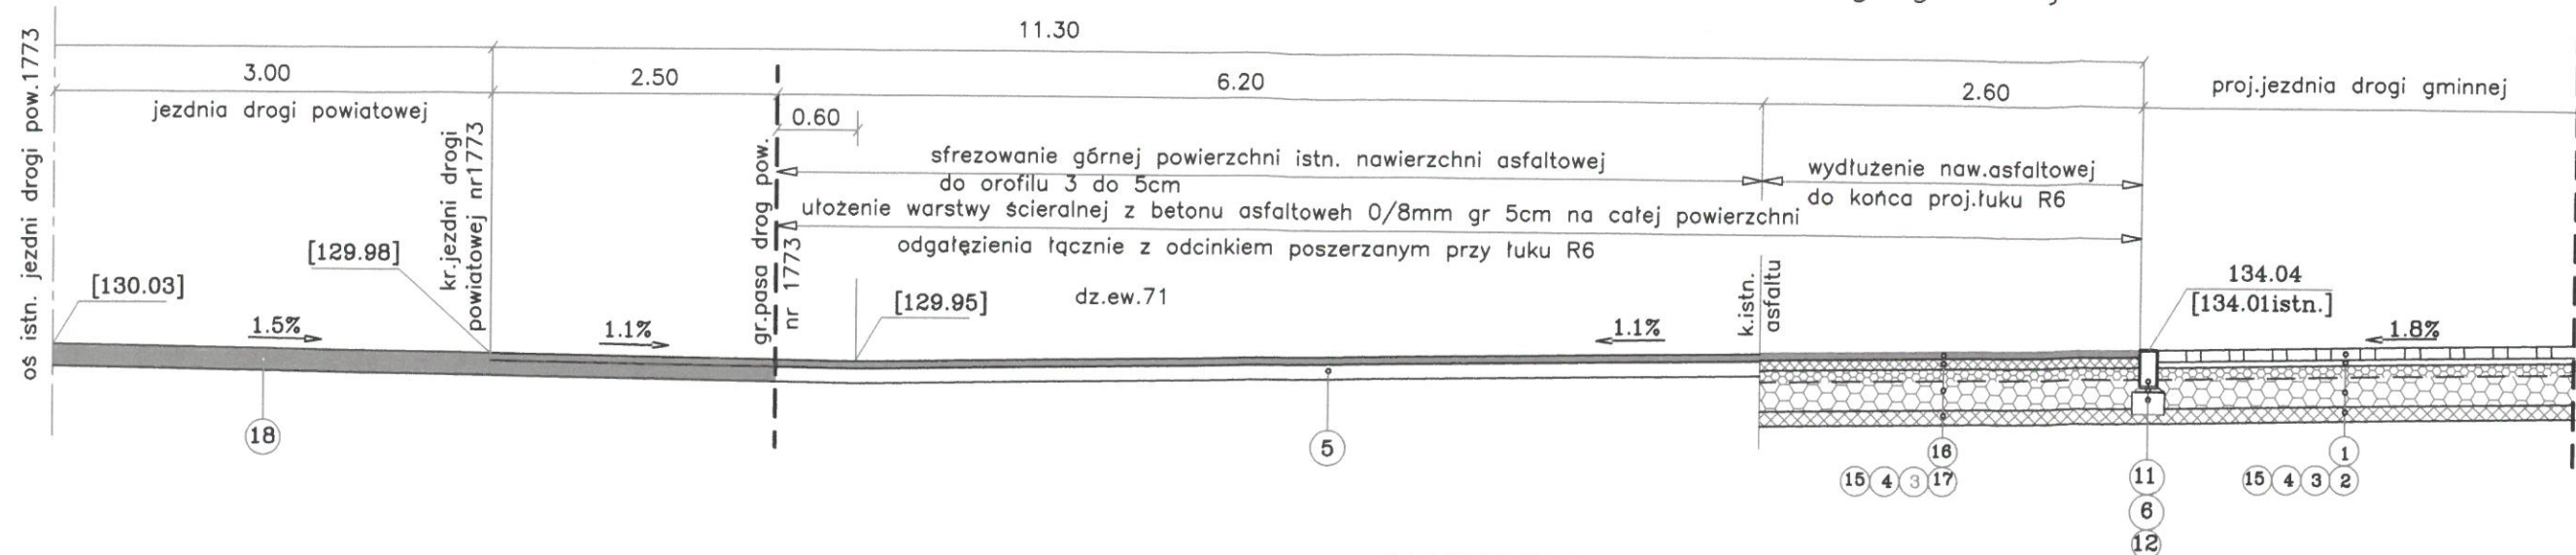 11.30
3.00
2.50
6.20
2.60
proj.jezdnia drogi gminnej
jezdnia drogi powiatowej
0.60
oś istn. jezdni drogi pow.1773
kr.jezdni drogi
powiatowej nr1773
gr.pasa drog pow.
nr 1773
sfrezowanie górnej powierzchni istn. nawierzchni asfaltowej
do orofilu 3 do 5cm
wydłużenie naw.asfaltowej
do końca proj.łuku R6
ułożenie warstwy ścieralnej z betonu asfaltoweh 0/8mm gr 5cm na całej powierzchni
odgałęzienia łącznie z odcinkiem poszerzanym przy łuku R6
[130.03]
[129.98]
[129.95]
dz.ew.71
k.istn.
asfaltu
134.04
[134.01istn.]
1.5%
1.1%
1.1%
1.8%
18
5
16
15 4 3 17
11
6
12
1
15 4 3 2